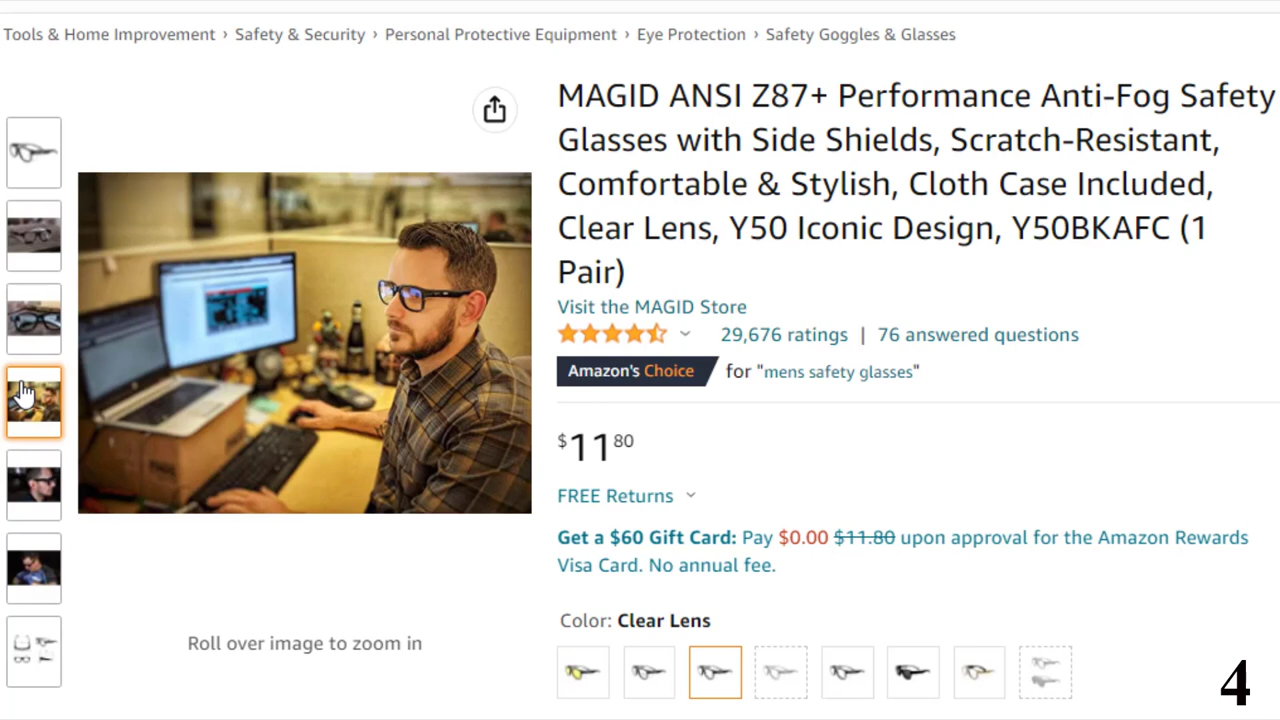 Tools & Home Improvement › Safety & Security › Personal Protective Equipment › Eye Protection › Safety Goggles & Glasses
MAGID ANSI Z87+ Performance Anti-Fog Safety
Glasses with Side Shields, Scratch-Resistant,
Comfortable & Stylish, Cloth Case Included,
Clear Lens, Y50 Iconic Design, Y50BKAFC (1
Pair)
Visit the MAGID Store
29,676 ratings | 76 answered questions
Amazon's Choice for "mens safety glasses"
$1180
FREE Returns
Get a $60 Gift Card: Pay $0.00 $11.80 upon approval for the Amazon Rewards
Visa Card. No annual fee.
Color: Clear Lens
Roll over image to zoom in
4